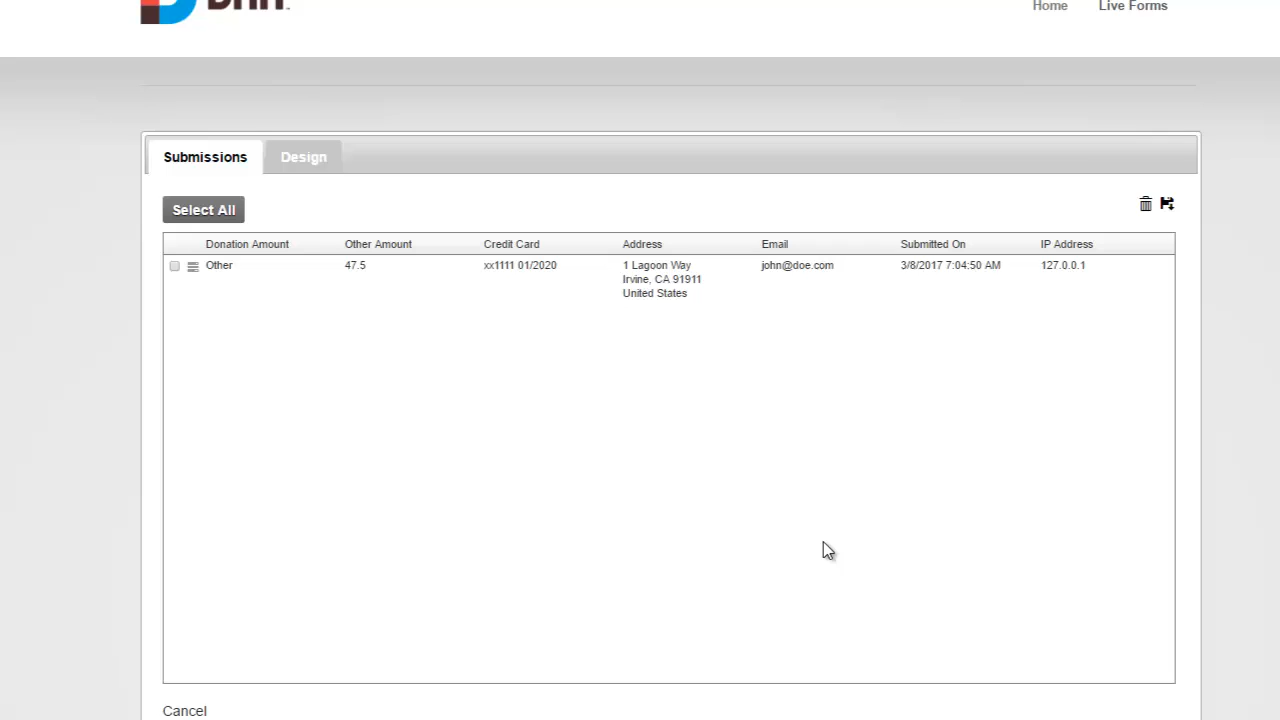 Home Live Forms
Submissions Design
Select All
Donation Amount Other Amount Credit Card Address Email Submitted On IP Address
Other 47.5 xx1111 01/2020 1 Lagoon Way john@doe.com 3/8/2017 7:04:50 AM 127.0.0.1
Irvine, CA 91911
United States
Cancel